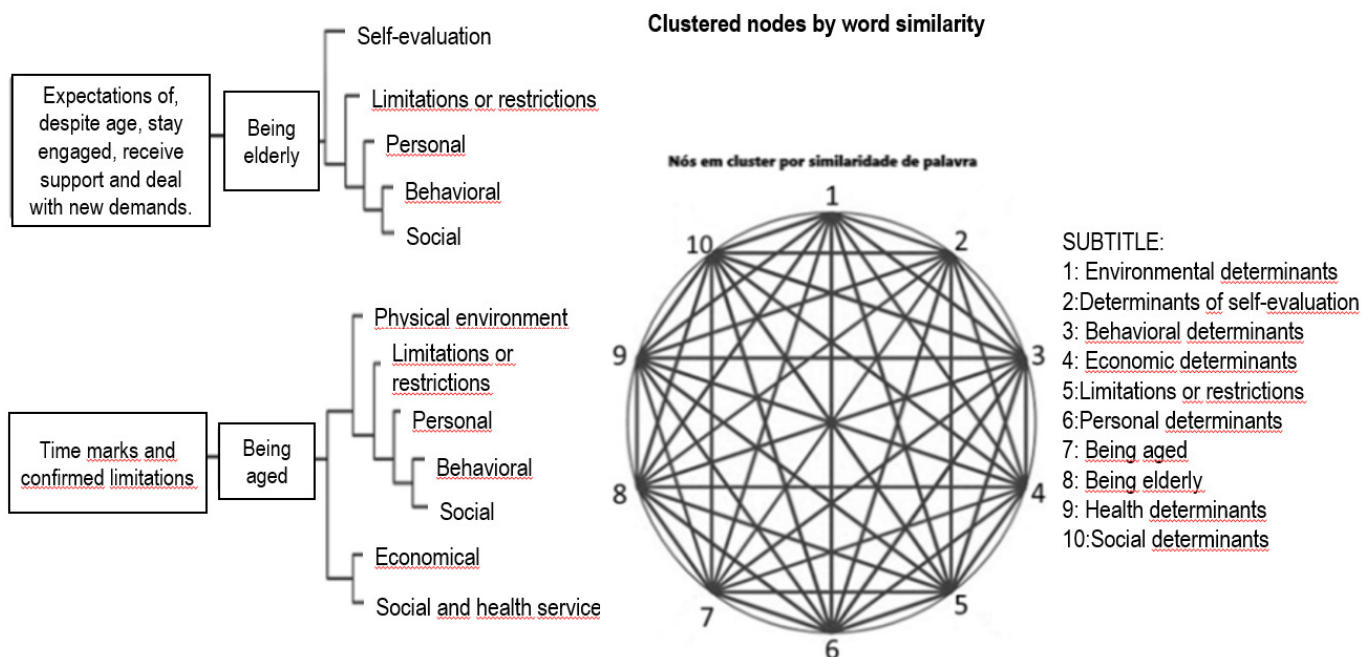 Clustered nodes by word similarity
Expectations of,
despite age, stay
engaged, receive
support and deal
with new demands.
Being
elderly
Self-evaluation
Limitations or restrictions
Personal
Behavioral
Social
Time marks and
confirmed limitations
Being
aged
Physical environment
Limitations or
restrictions
Personal
Behavioral
Social
Economical
Social and health service
Nós em cluster por similaridade de palavra
1
2
3
4
5
6
7
8
9
10
SUBTITLE:
1: Environmental determinants
2:Determinants of self-evaluation
3: Behavioral determinants
4: Economic determinants
5:Limitations or restrictions
6:Personal determinants
7: Being aged
8: Being elderly
9: Health determinants
10:Social determinants